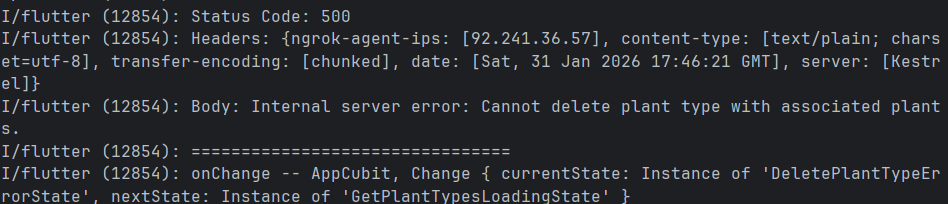 I/flutter (12854): Status Code: 500
I/flutter (12854): Headers: {ngrok-agent-ips: [92.241.36.57], content-type: [text/plain; chars
et=utf-8], transfer-encoding: [chunked], date: [Sat, 31 Jan 2026 17:46:21 GMT], server: [Kestr
el]}
I/flutter (12854): Body: Internal server error: Cannot delete plant type with associated plant
s.
I/flutter (12854): ================================
I/flutter (12854): onChange -- AppCubit, Change { currentState: Instance of 'DeletePlantTypeEr
rorState', nextState: Instance of 'GetPlantTypesLoadingState' }